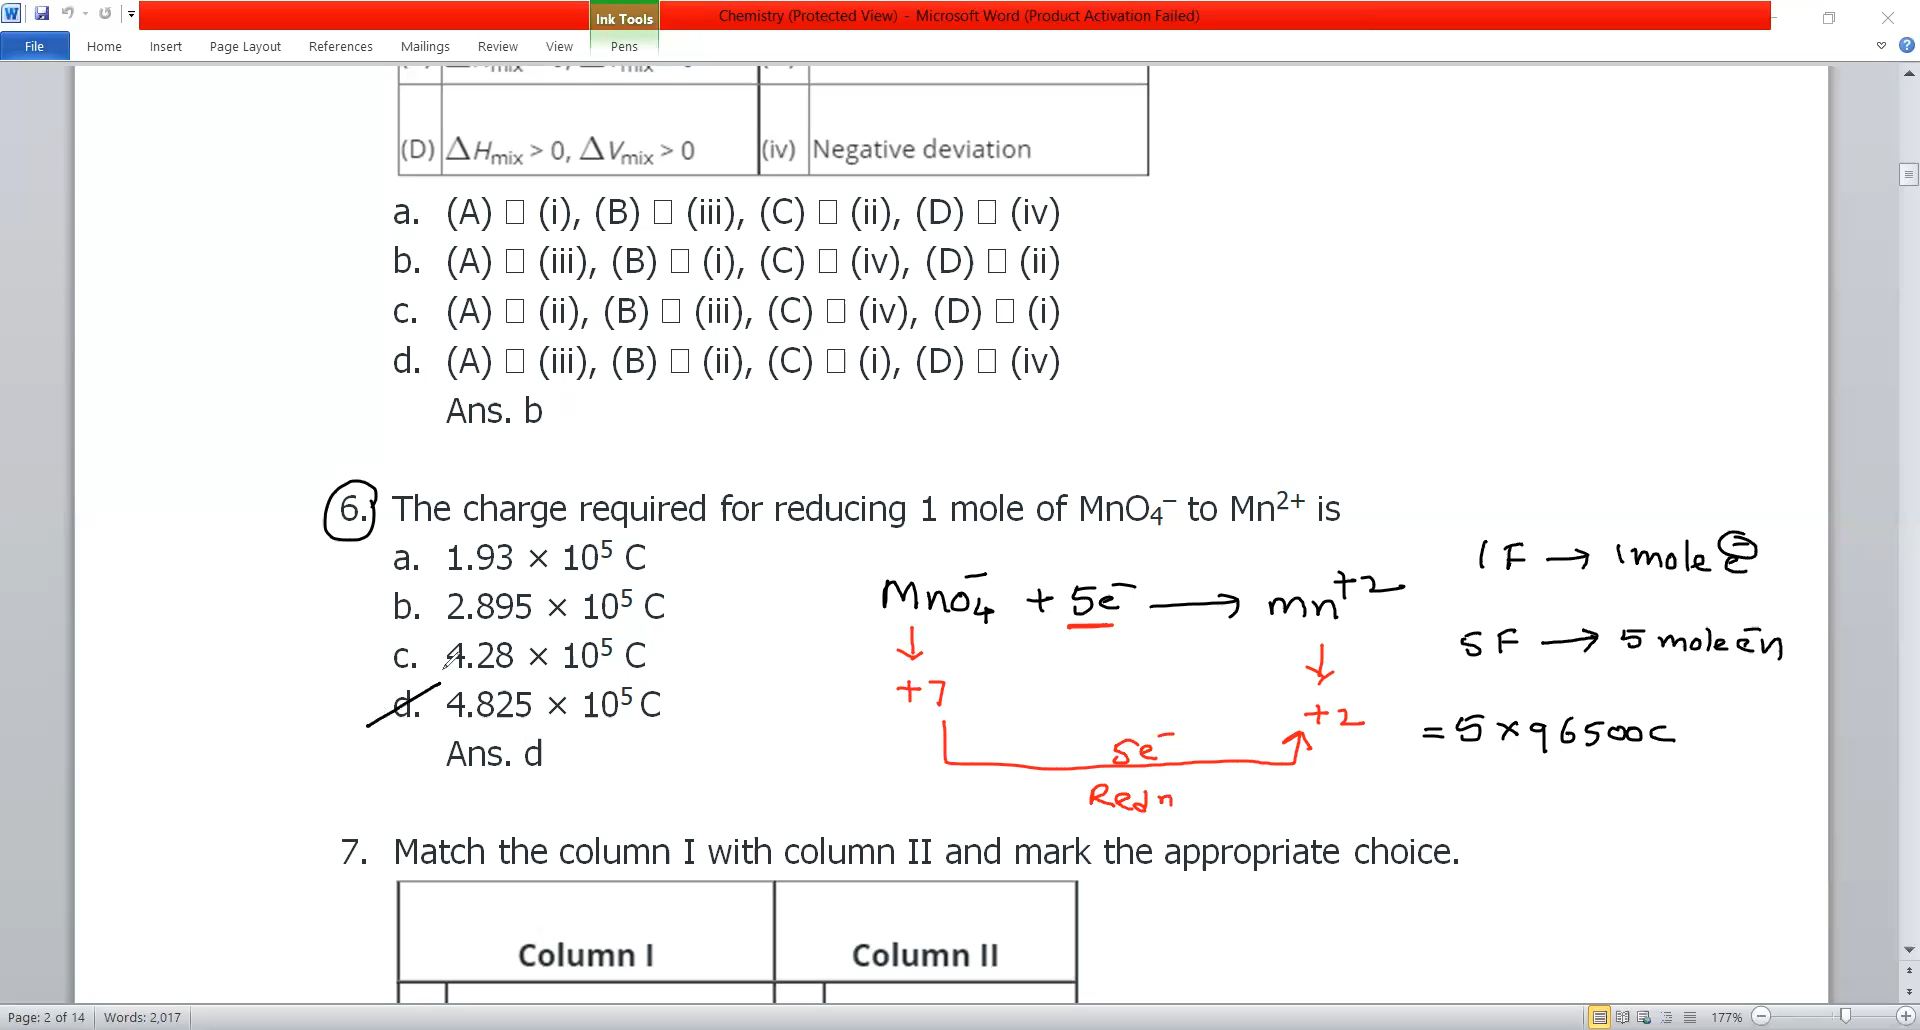 Ink Tools
Chemistry (Protected View) - Microsoft Word (Product Activation Failed)
File Home Insert Page Layout References Mailings Review View Pens
(D) ΔHmix > 0, ΔVmix > 0 (iv) Negative deviation
a. (A) □ (i), (B) □ (iii), (C) □ (ii), (D) □ (iv)
b. (A) □ (iii), (B) □ (i), (C) □ (iv), (D) □ (ii)
c. (A) □ (ii), (B) □ (iii), (C) □ (iv), (D) □ (i)
d. (A) □ (iii), (B) □ (ii), (C) □ (i), (D) □ (iv)
Ans. b
6. The charge required for reducing 1 mole of MnO₄⁻ to Mn²⁺ is
a. 1.93 × 10⁵ C
b. 2.895 × 10⁵ C
c. 4.28 × 10⁵ C
d. 4.825 × 10⁵ C
Ans. d
MnO₄⁻ + 5e⁻ → mn⁺²
+7
+2
5e⁻
Redn
1 F → 1 mole e⁻
5 F → 5 mole e⁻n
= 5 × 96500 C
7. Match the column I with column II and mark the appropriate choice.
Column I Column II
Page: 2 of 14 Words: 2,017 177%